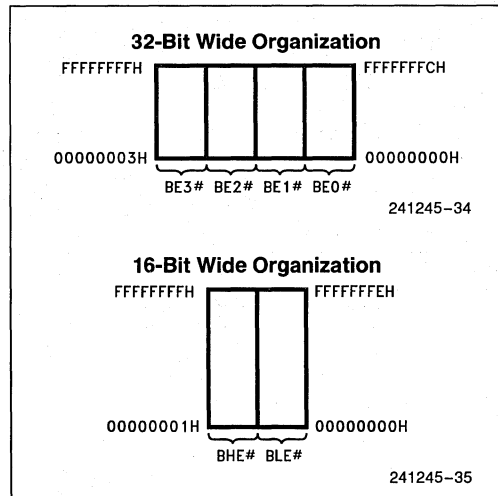 32-Bit Wide Organization
FFFFFFFFH FFFFFFFCH
00000003H 00000000H
BE3# BE2# BE1# BE0#
241245-34
16-Bit Wide Organization
FFFFFFFFH FFFFFFFEH
00000001H 00000000H
BHE# BLE#
241245-35